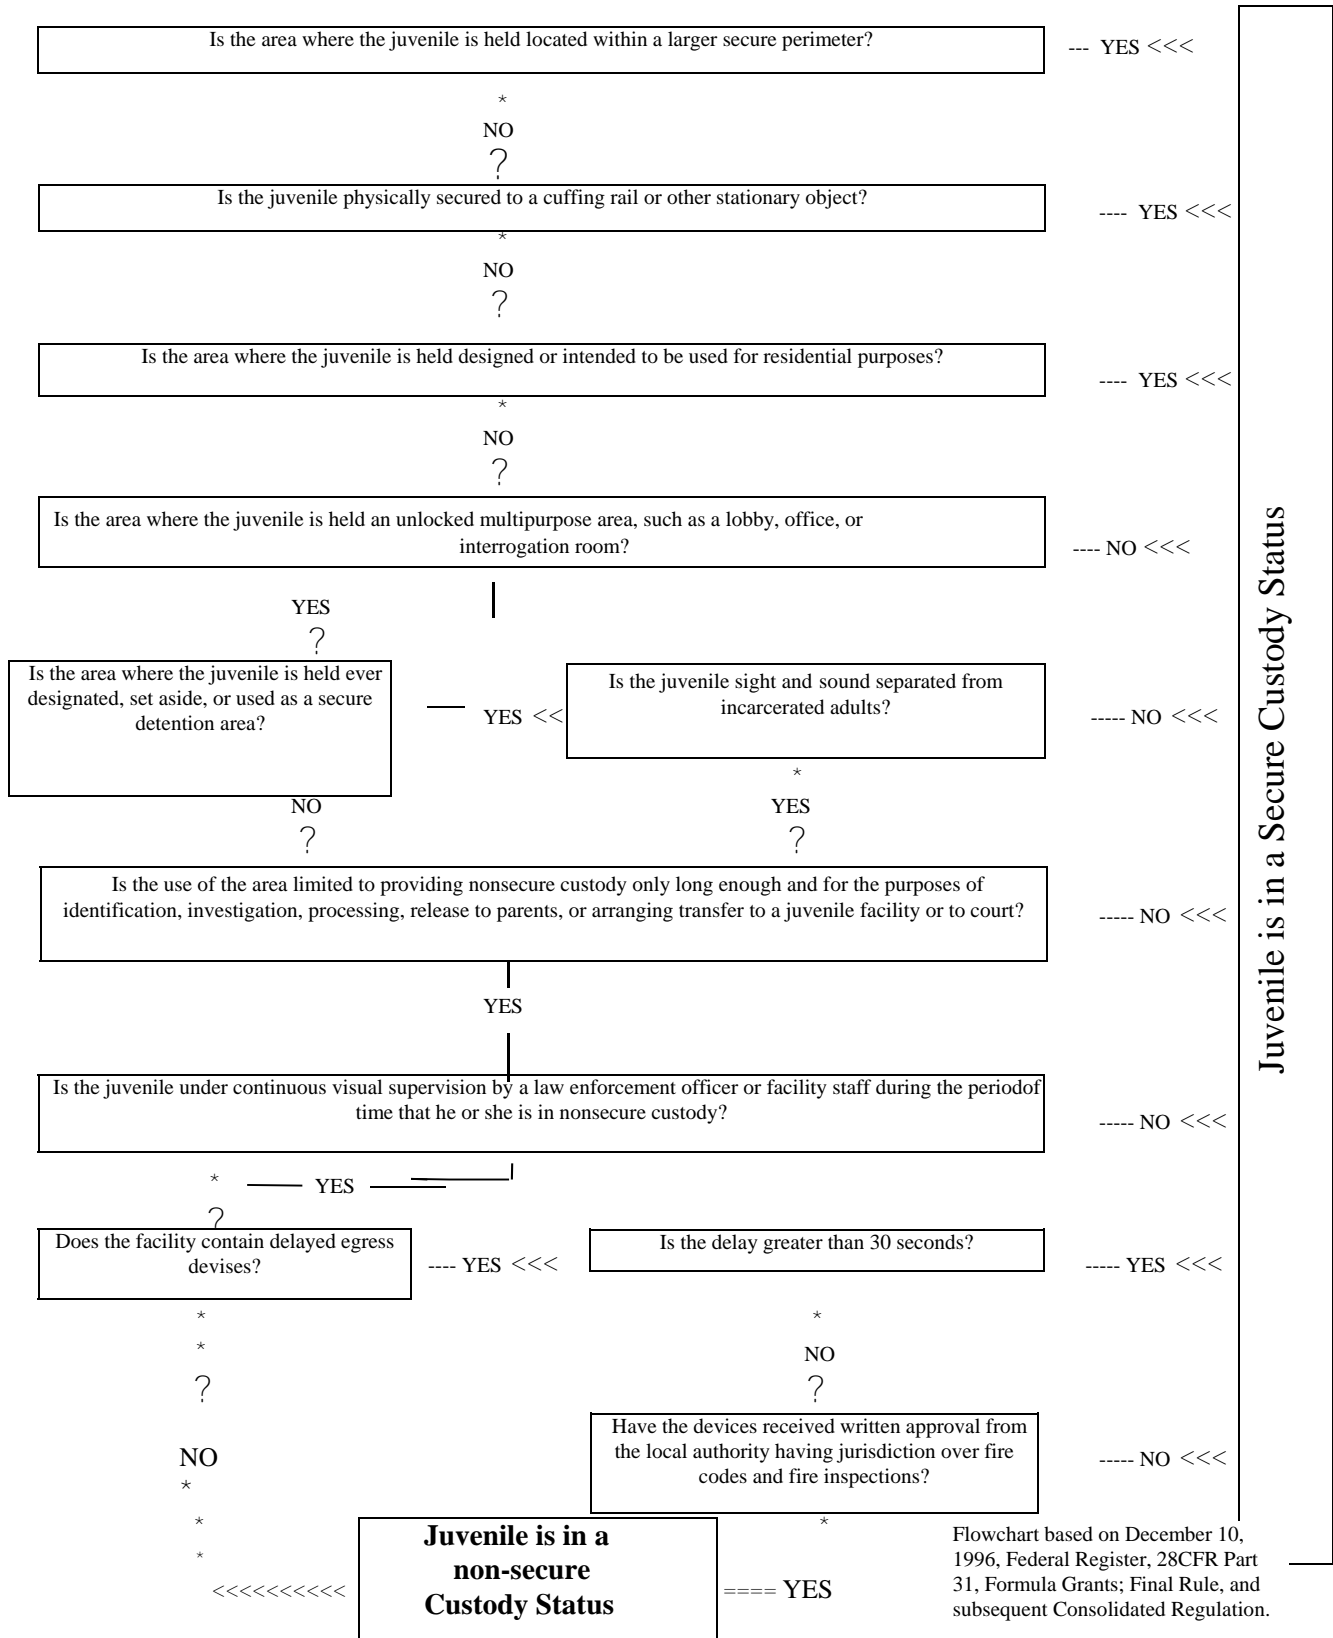 Is the area where the juvenile is held located within a larger secure perimeter?
--- YES <<<
*
NO
?
Is the juvenile physically secured to a cuffing rail or other stationary object?
---- YES <<<
*
NO
?
Is the area where the juvenile is held designed or intended to be used for residential purposes?
---- YES <<<
*
NO
?
Is the area where the juvenile is held an unlocked multipurpose area, such as a lobby, office, or
interrogation room?
---- NO <<<
YES
?
Is the area where the juvenile is held ever
designated, set aside, or used as a secure
detention area?
YES <<
Is the juvenile sight and sound separated from
incarcerated adults?
----- NO <<<
*
NO
?
YES
?
Is the use of the area limited to providing nonsecure custody only long enough and for the purposes of
identification, investigation, processing, release to parents, or arranging transfer to a juvenile facility or to court?
----- NO <<<
YES
Is the juvenile under continuous visual supervision by a law enforcement officer or facility staff during the periodof
time that he or she is in nonsecure custody?
----- NO <<<
*
YES
?
Does the facility contain delayed egress
devises?
---- YES <<<
Is the delay greater than 30 seconds?
----- YES <<<
*
*
?
*
NO
?
Have the devices received written approval from
the local authority having jurisdiction over fire
codes and fire inspections?
----- NO <<<
NO
*
*
*
*
<<<<<<<<<<
Juvenile is in a
non-secure
Custody Status
==== YES
Flowchart based on December 10,
1996, Federal Register, 28CFR Part
31, Formula Grants; Final Rule, and
subsequent Consolidated Regulation.
Juvenile is in a Secure Custody Status